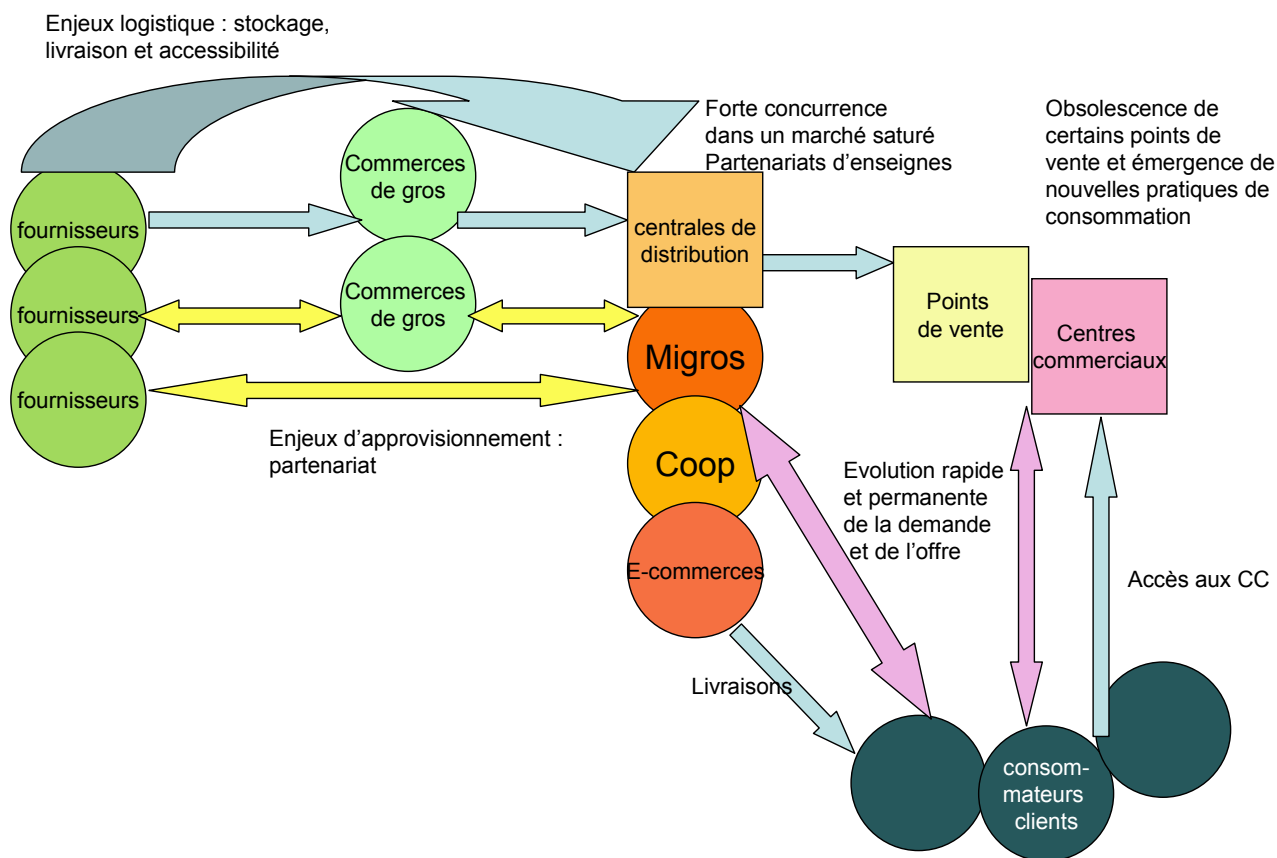 Enjeux logistique : stockage,
livraison et accessibilité
Forte concurrence
dans un marché saturé
Partenariats d’enseignes
Obsolescence de
certains points de
vente et émergence de
nouvelles pratiques de
consommation
Commerces
de gros
fournisseurs
centrales de
distribution
Commerces
de gros
fournisseurs
Points
de vente
Centres
commerciaux
Migros
fournisseurs
Enjeux d’approvisionnement :
partenariat
Coop
Evolution rapide
et permanente
de la demande
et de l’offre
E-commerces
Accès aux CC
Livraisons
consom-
mateurs
clients